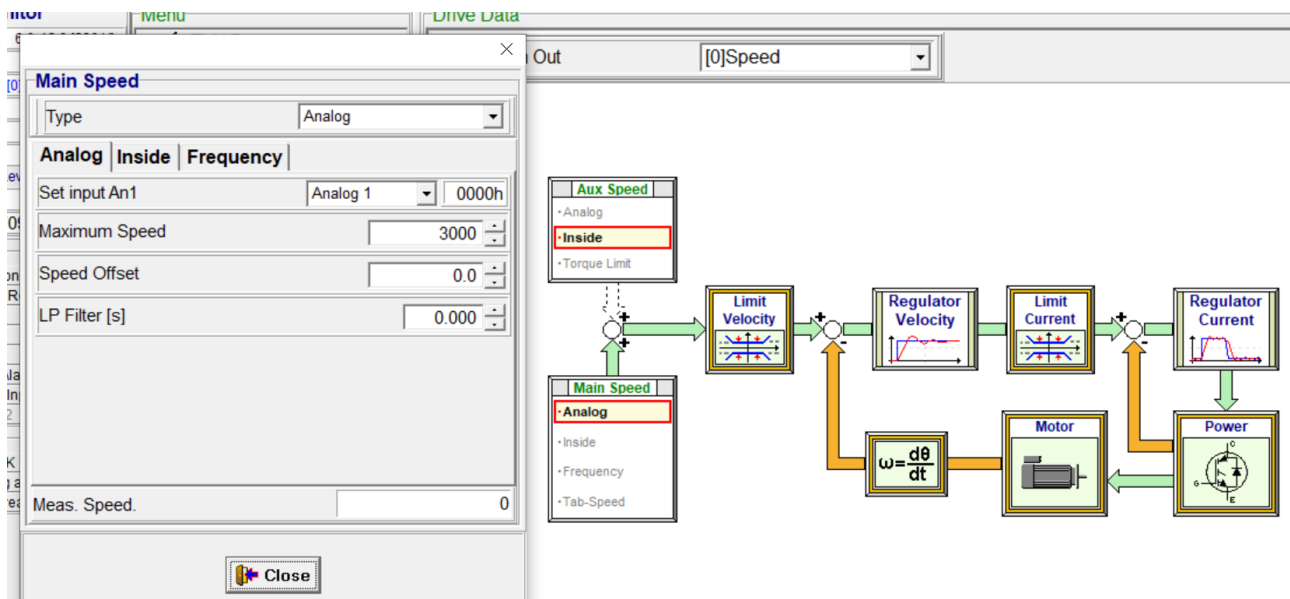 Menu
Drive Data
Out
[0]Speed
[0]
Main Speed
Type
Analog
Analog
Inside
Frequency
Set input An1
Analog 1
0000h
Maximum Speed
3000
Speed Offset
0.0
LP Filter [s]
0.000
Meas. Speed.
0
Close
Aux Speed
·Analog
·Inside
·Torque Limit
+
+
Main Speed
·Analog
·Inside
·Frequency
·Tab-Speed
Limit
Velocity
+
-
Regulator
Velocity
Limit
Current
+
-
Regulator
Current
ω=dθ/dt
Motor
Power
C
G
E